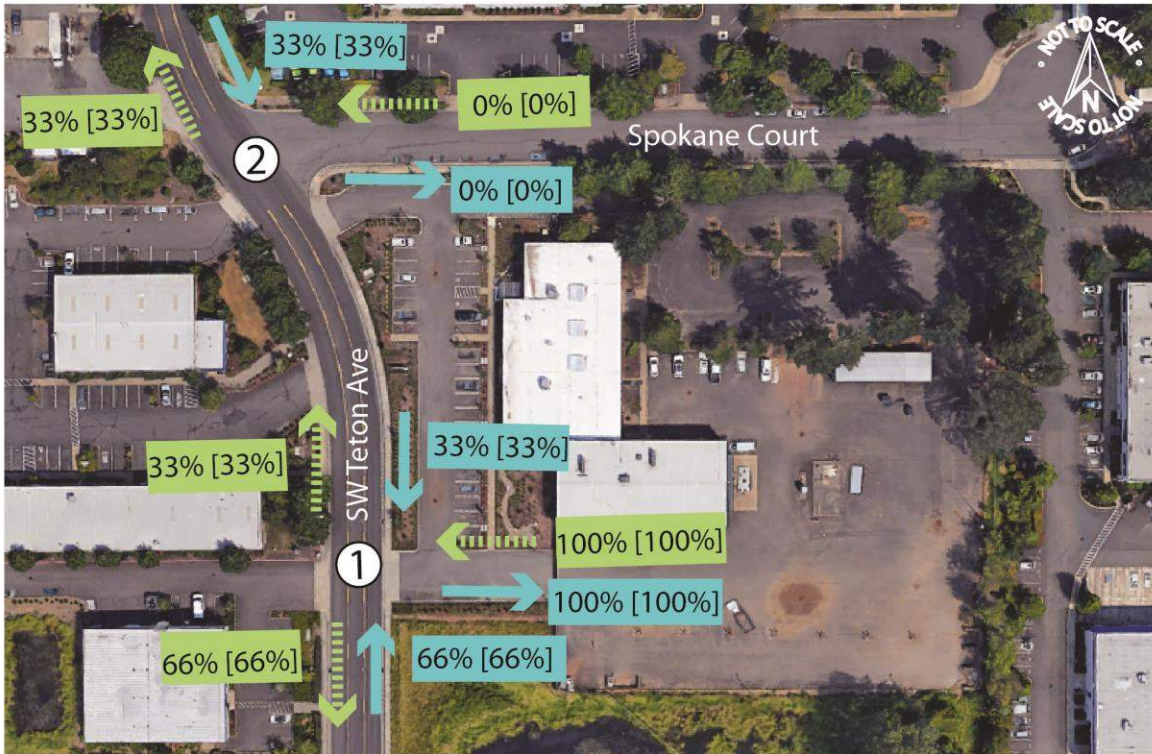 33% [33%]
NOT TO SCALE
N
NOT TO SCALE
33% [33%]
0% [0%]
Spokane Court
2
0% [0%]
SW Teton Ave
33% [33%]
33% [33%]
100% [100%]
1
100% [100%]
66% [66%]
66% [66%]